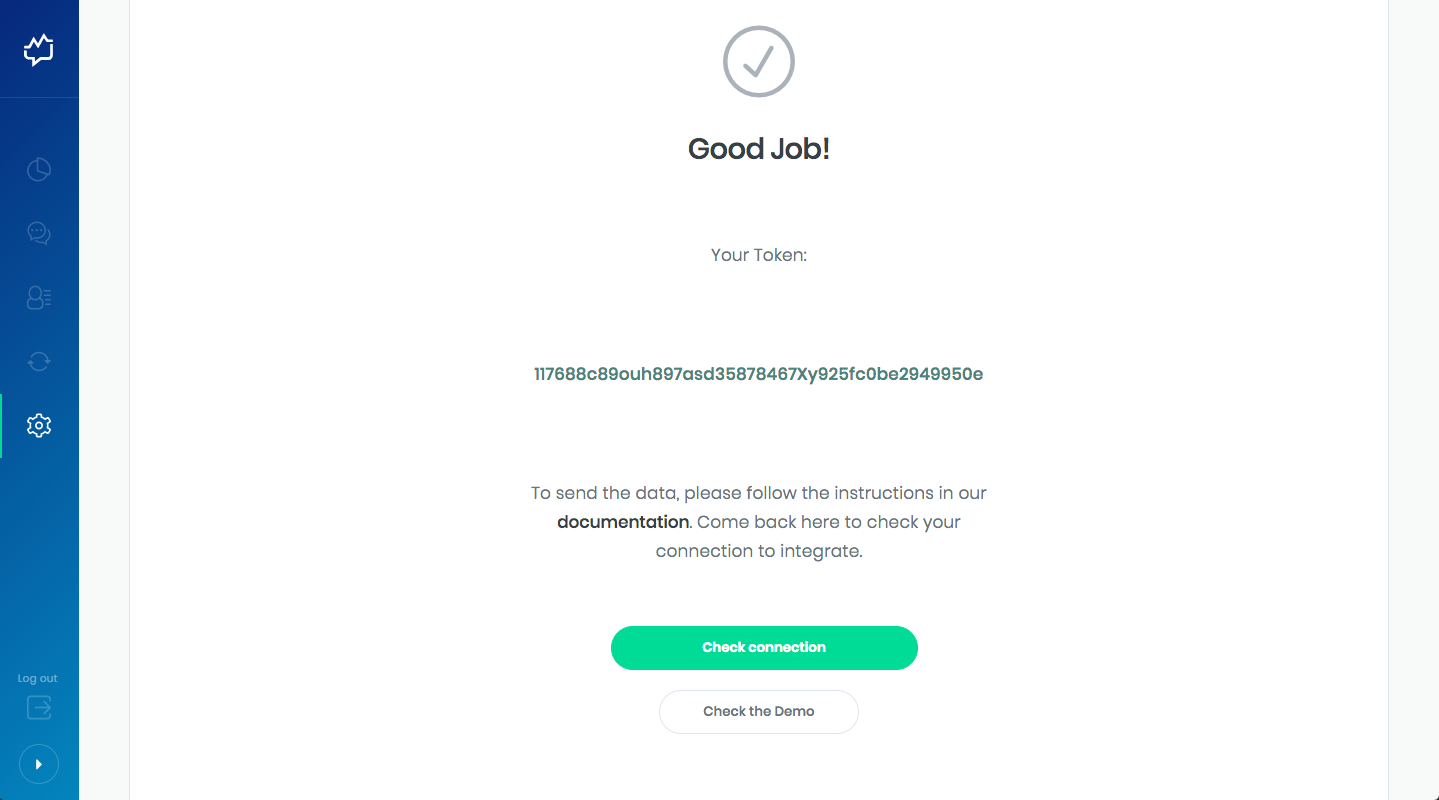 Good Job!
Your Token:
117688c89ouh897asd35878467Xy925fc0be2949950e
To send the data, please follow the instructions in our
documentation. Come back here to check your
connection to integrate.
Check connection
Check the Demo
Log out